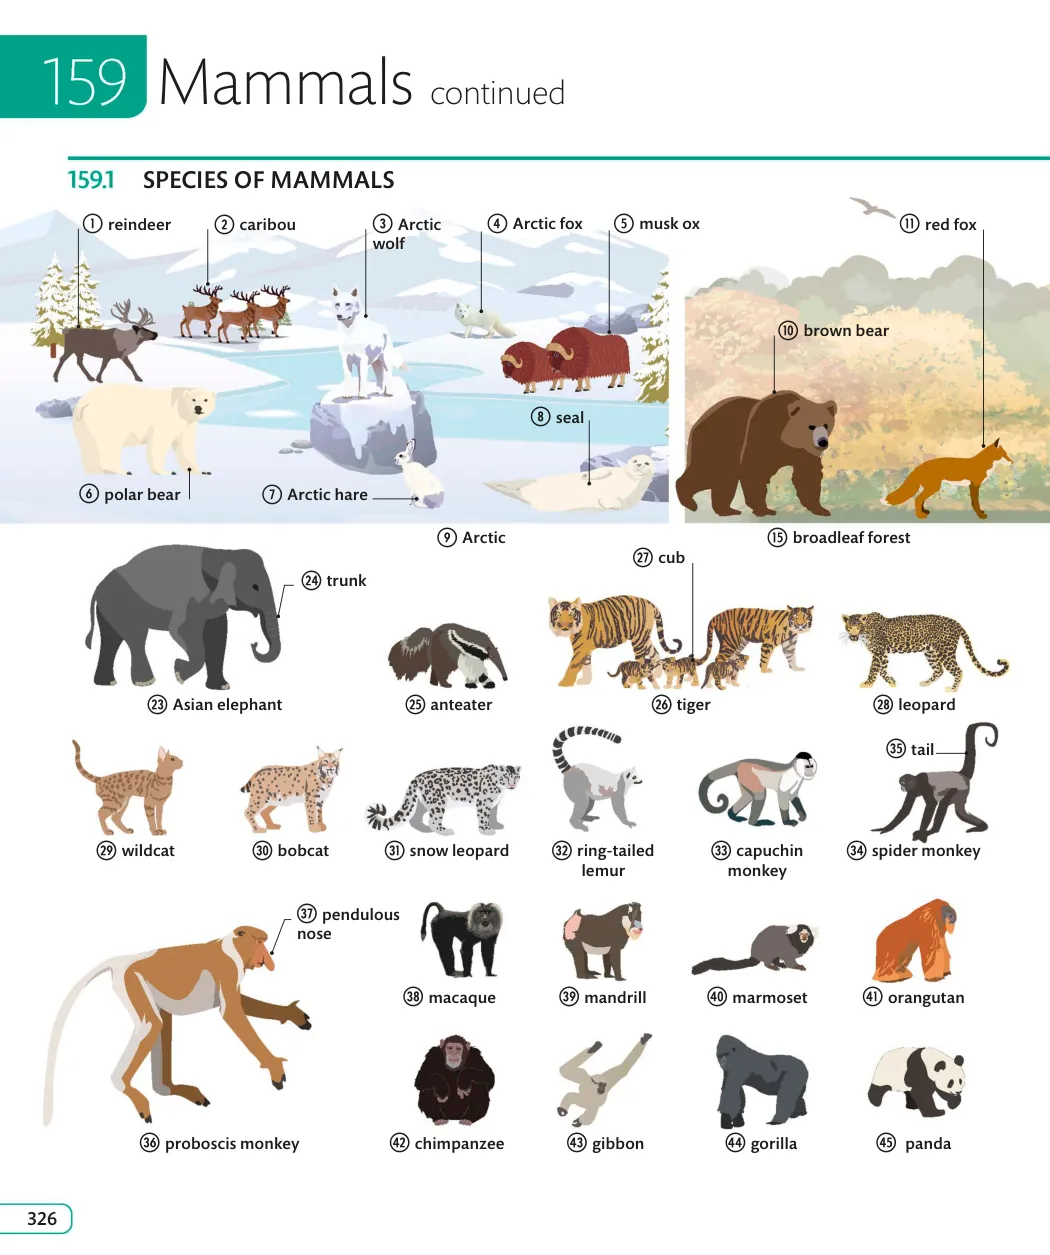 159 Mammals continued
159.1 SPECIES OF MAMMALS
1 reindeer
2 caribou
3 Arctic
wolf
4 Arctic fox
5 musk ox
11 red fox
10 brown bear
8 seal
6 polar bear
7 Arctic hare
9 Arctic
15 broadleaf forest
27 cub
24 trunk
23 Asian elephant
25 anteater
26 tiger
28 leopard
35 tail
29 wildcat
30 bobcat
31 snow leopard
32 ring-tailed
lemur
33 capuchin
monkey
34 spider monkey
37 pendulous
nose
38 macaque
39 mandrill
40 marmoset
41 orangutan
36 proboscis monkey
42 chimpanzee
43 gibbon
44 gorilla
45 panda
326